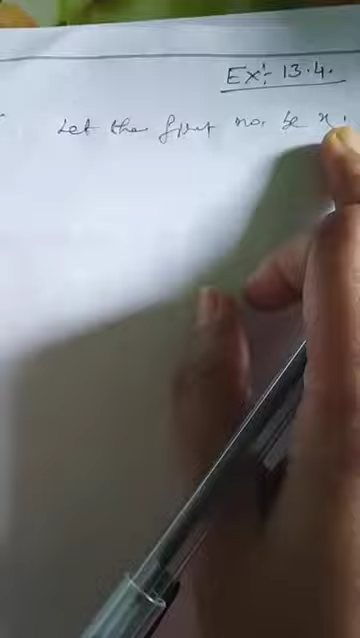 Ex:- 13.4.
Let the first no. be x.